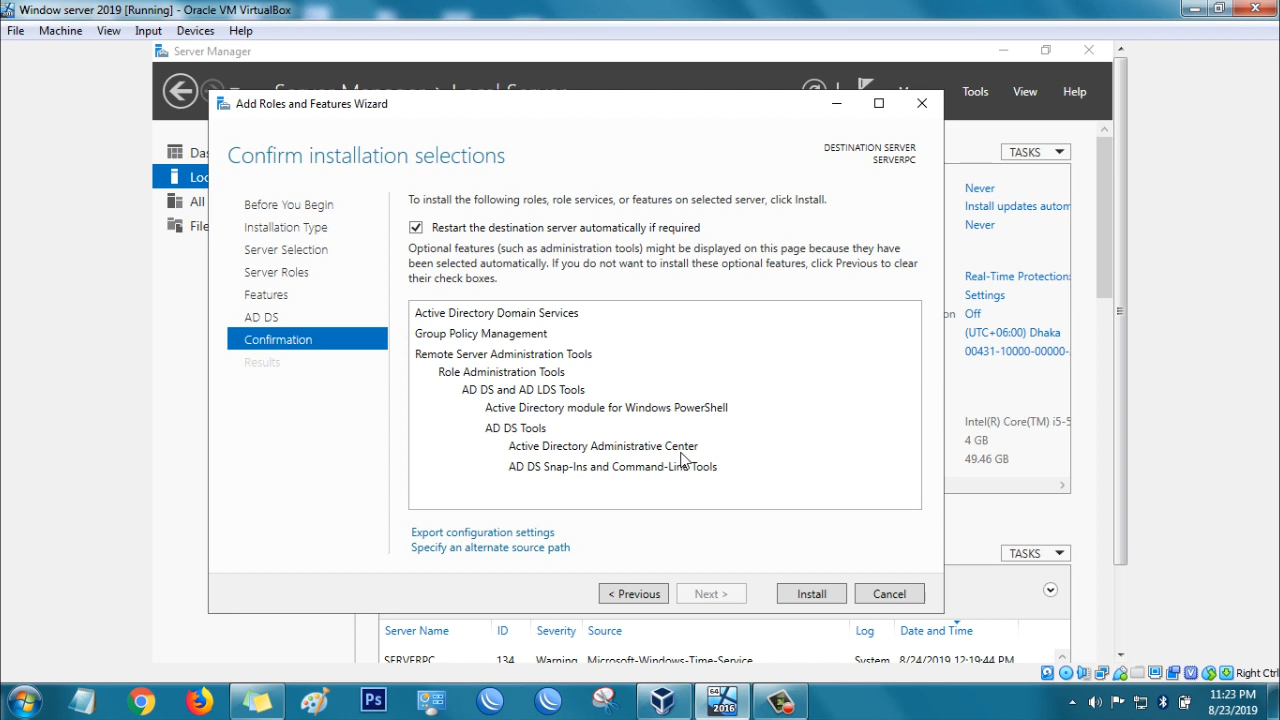 Window server 2019 [Running] - Oracle VM VirtualBox
File Machine View Input Devices Help
Server Manager
Tools View Help
Add Roles and Features Wizard
Confirm installation selections
DESTINATION SERVER
SERVERPC
TASKS
Before You Begin
Installation Type
Server Selection
Server Roles
Features
AD DS
Confirmation
Results
To install the following roles, role services, or features on selected server, click Install.
Restart the destination server automatically if required
Optional features (such as administration tools) might be displayed on this page because they have
been selected automatically. If you do not want to install these optional features, click Previous to clear
their check boxes.
Active Directory Domain Services
Group Policy Management
Remote Server Administration Tools
Role Administration Tools
AD DS and AD LDS Tools
Active Directory module for Windows PowerShell
AD DS Tools
Active Directory Administrative Center
AD DS Snap-Ins and Command-Line Tools
Export configuration settings
Specify an alternate source path
< Previous Next > Install Cancel
All
Never
Install updates autom
Never
Real-Time Protection:
Settings
Off
(UTC+06:00) Dhaka
00431-10000-00000-
Intel(R) Core(TM) i5-5
4 GB
49.46 GB
TASKS
Server Name ID Severity Source Log Date and Time
SERVERPC 134 Warning Microsoft-Windows-Time-Service System 8/24/2019 12:19:44 PM
Right Ctrl
Ps
64
2016
11:23 PM
8/23/2019